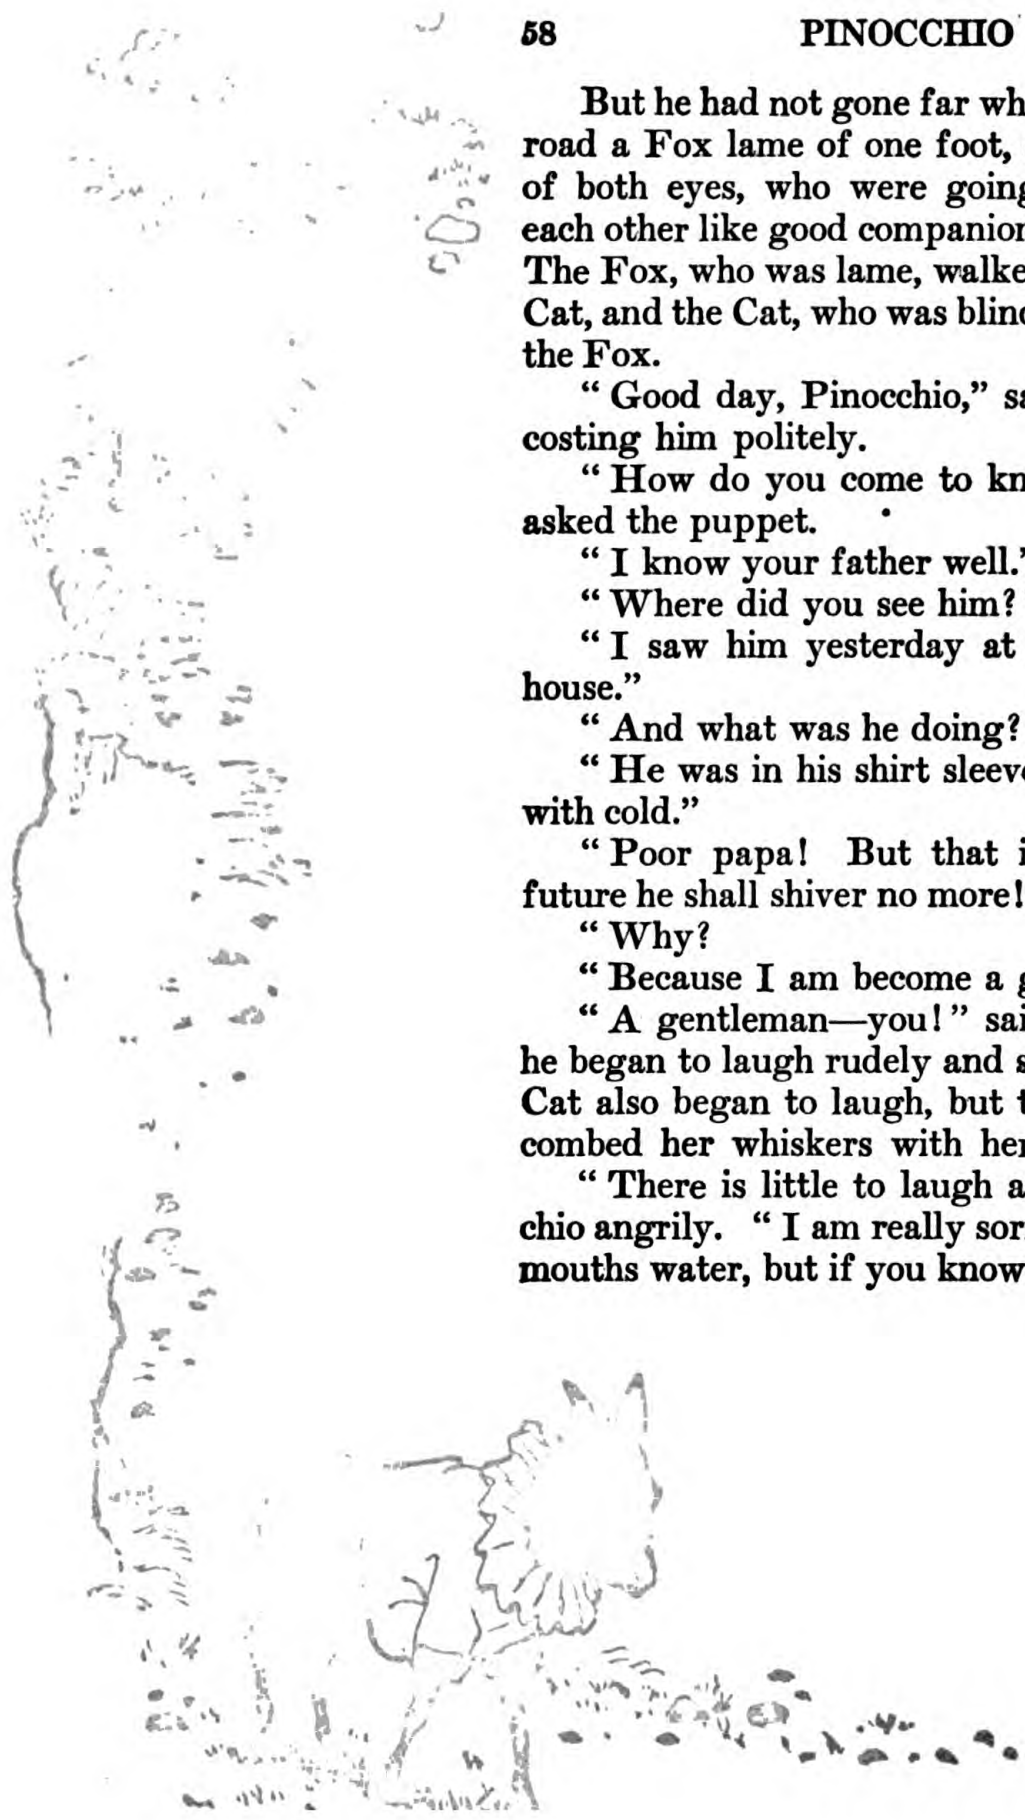 58 PINOCCHIO
But he had not gone far wh
road a Fox lame of one foot,
of both eyes, who were going
each other like good companion
The Fox, who was lame, walke
Cat, and the Cat, who was blind
the Fox.
“ Good day, Pinocchio,” sa
costing him politely.
“ How do you come to kn
asked the puppet.
“ I know your father well.”
“ Where did you see him?
“ I saw him yesterday at
house.”
“ And what was he doing?
“ He was in his shirt sleeve
with cold.”
“ Poor papa! But that i
future he shall shiver no more!
“ Why?
“ Because I am become a g
“ A gentleman—you! ” sai
he began to laugh rudely and s
Cat also began to laugh, but t
combed her whiskers with her
“ There is little to laugh a
chio angrily. “ I am really sor
mouths water, but if you know